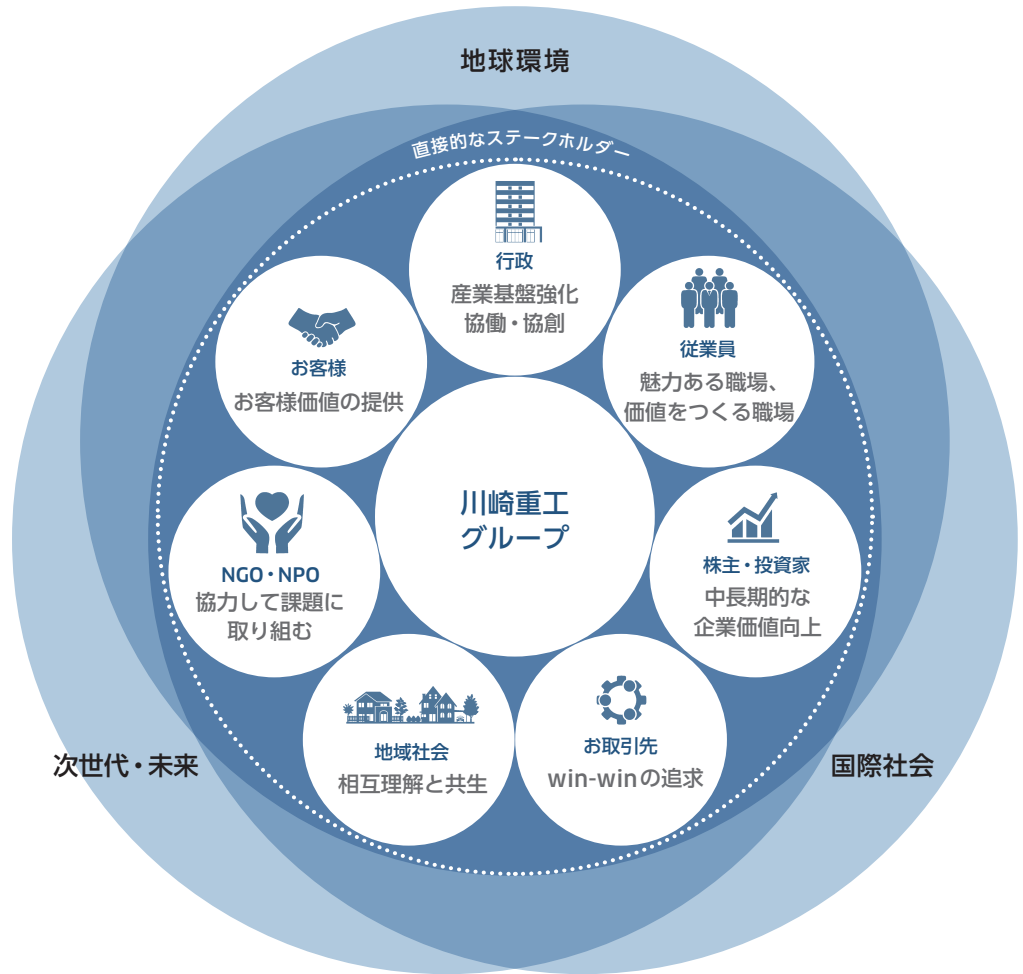 地球環境
直接的なステークホルダー
行政
産業基盤強化
協働・協創
お客様
お客様価値の提供
従業員
魅力ある職場、
価値をつくる職場
川崎重工
グループ
NGO・NPO
協力して課題に
取り組む
株主・投資家
中長期的な
企業価値向上
地域社会
相互理解と共生
お取引先
win-winの追求
次世代・未来
国際社会